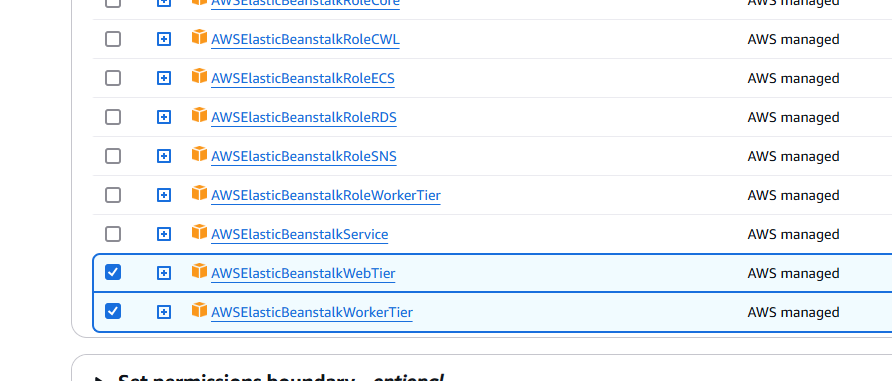 AWSElasticBeanstalkRoleCore AWS managed
AWSElasticBeanstalkRoleCWL AWS managed
AWSElasticBeanstalkRoleECS AWS managed
AWSElasticBeanstalkRoleRDS AWS managed
AWSElasticBeanstalkRoleSNS AWS managed
AWSElasticBeanstalkRoleWorkerTier AWS managed
AWSElasticBeanstalkService AWS managed
AWSElasticBeanstalkWebTier AWS managed
AWSElasticBeanstalkWorkerTier AWS managed
Set permissions boundary - optional